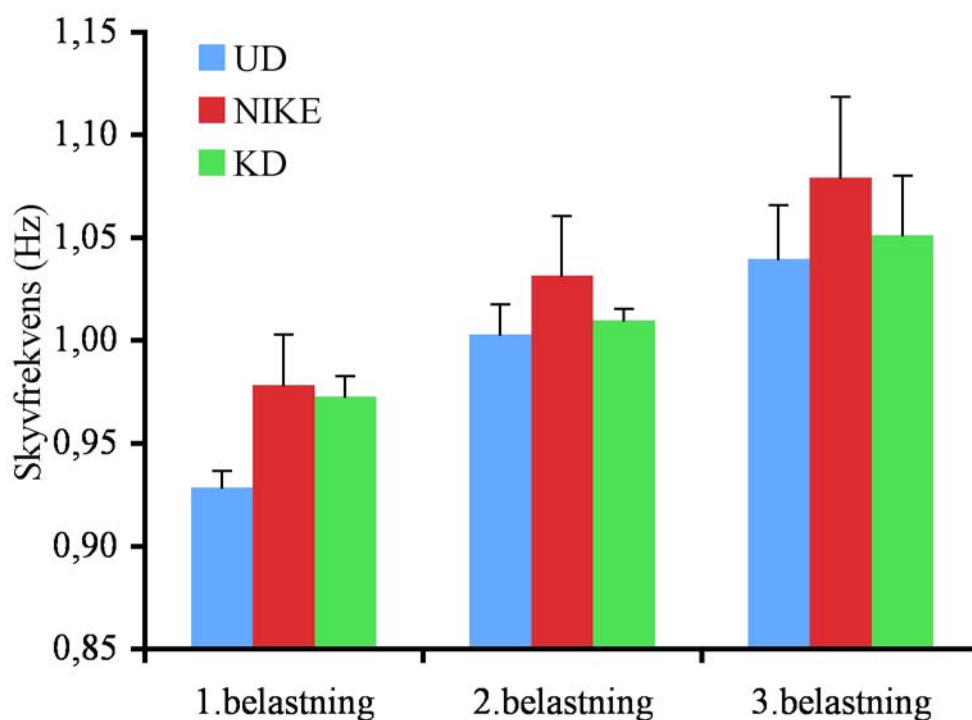 1,15
1,10
1,05
1,00
0,95
0,90
0,85
Skyvfrekvens (Hz)
UD
NIKE
KD
1.belastning
2.belastning
3.belastning